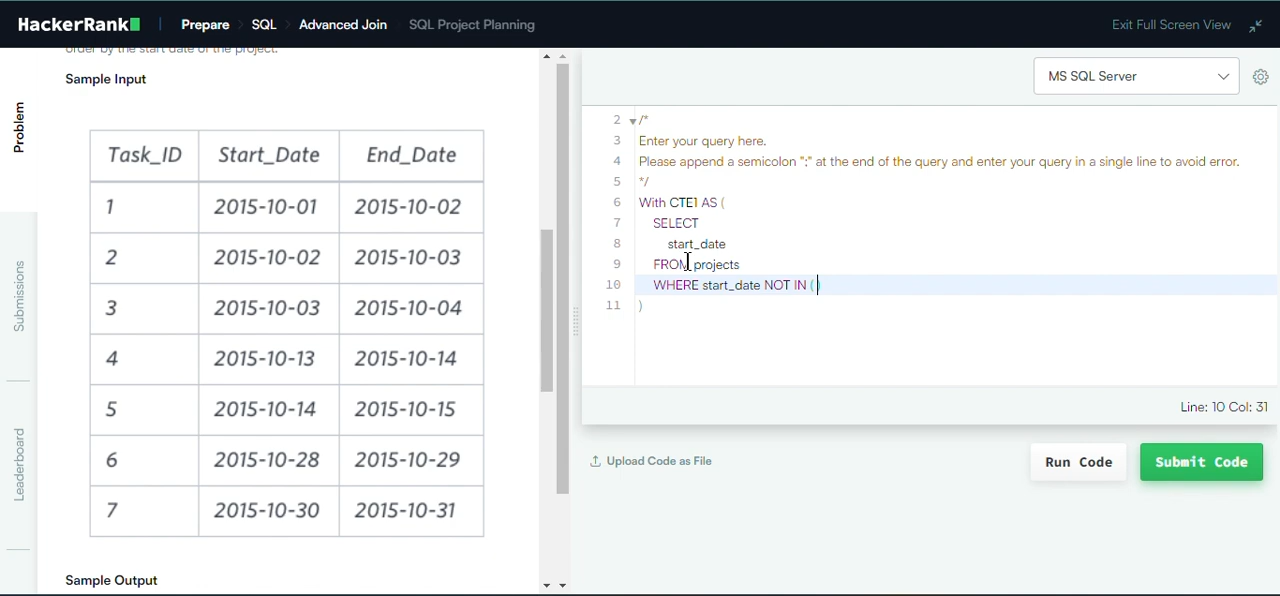 HackerRank | Prepare SQL Advanced Join SQL Project Planning Exit Full Screen View
order by the start date of the project.
Sample Input
Problem
Submissions
Leaderboard
Task_ID Start_Date End_Date
1 2015-10-01 2015-10-02
2 2015-10-02 2015-10-03
3 2015-10-03 2015-10-04
4 2015-10-13 2015-10-14
5 2015-10-14 2015-10-15
6 2015-10-28 2015-10-29
7 2015-10-30 2015-10-31
Sample Output
MS SQL Server
2 /*
3 Enter your query here.
4 Please append a semicolon ";" at the end of the query and enter your query in a single line to avoid error.
5 */
6 With CTE1 AS (
7 SELECT
8 start_date
9 FROM projects
10 WHERE start_date NOT IN ()
11 )
Line: 10 Col: 31
Upload Code as File
Run Code
Submit Code